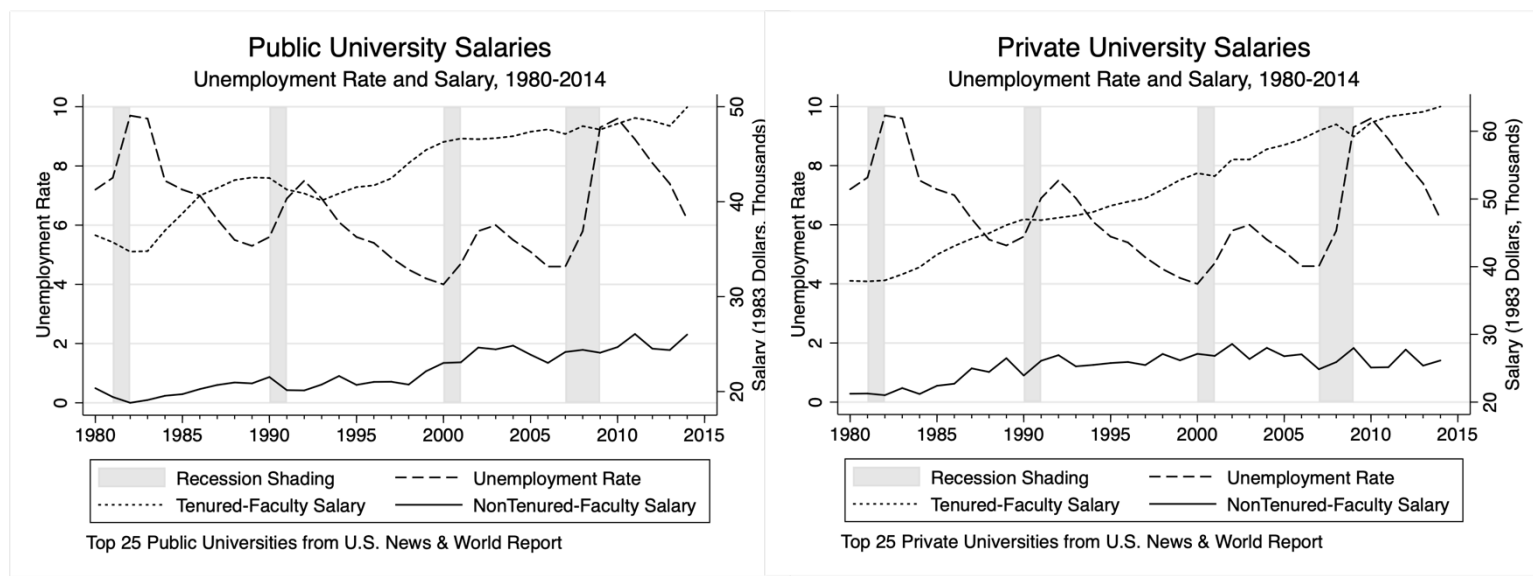 Public University Salaries
Unemployment Rate and Salary, 1980-2014
Unemployment Rate
10
8
6
4
2
0
50
40
30
20
Salary (1983 Dollars, Thousands)
1980 1985 1990 1995 2000 2005 2010 2015
Recession Shading Unemployment Rate
Tenured-Faculty Salary NonTenured-Faculty Salary
Top 25 Public Universities from U.S. News & World Report
Private University Salaries
Unemployment Rate and Salary, 1980-2014
Unemployment Rate
10
8
6
4
2
0
60
50
40
30
20
Salary (1983 Dollars, Thousands)
1980 1985 1990 1995 2000 2005 2010 2015
Recession Shading Unemployment Rate
Tenured-Faculty Salary NonTenured-Faculty Salary
Top 25 Private Universities from U.S. News & World Report